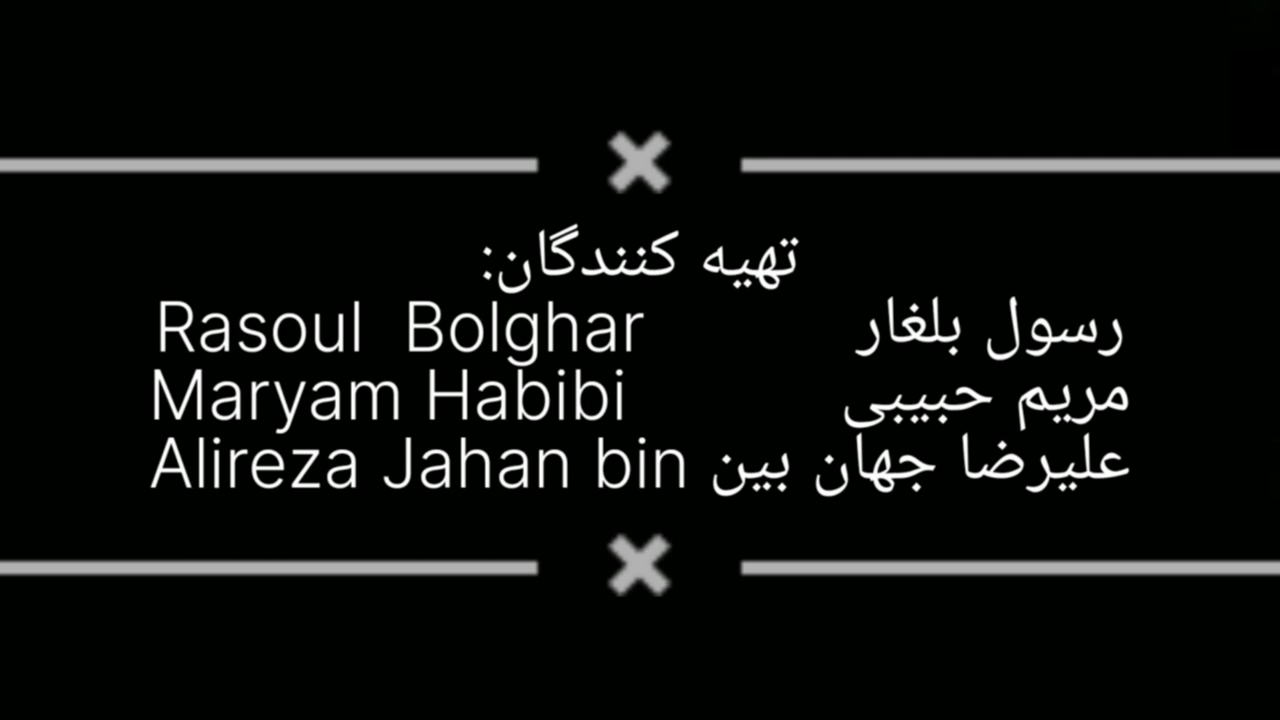 تهیه کنندگان:
Rasoul Bolghar رسول بلغار
Maryam Habibi مریم حبیبی
Alireza Jahan bin علیرضا جهان بین